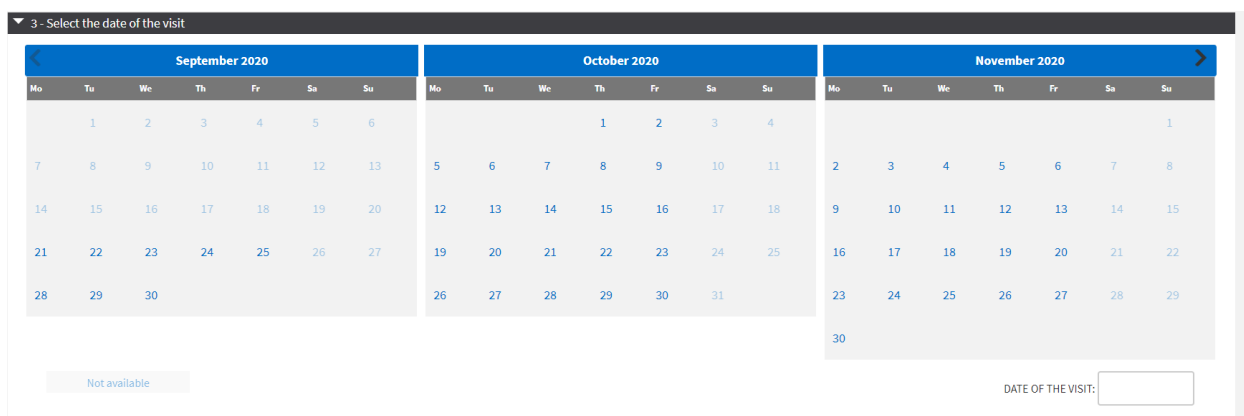 3 - Select the date of the visit
September 2020
Mo Tu We Th Fr Sa Su
1 2 3 4 5 6
7 8 9 10 11 12 13
14 15 16 17 18 19 20
21 22 23 24 25 26 27
28 29 30
October 2020
Mo Tu We Th Fr Sa Su
1 2 3 4
5 6 7 8 9 10 11
12 13 14 15 16 17 18
19 20 21 22 23 24 25
26 27 28 29 30 31
November 2020
Mo Tu We Th Fr Sa Su
1
2 3 4 5 6 7 8
9 10 11 12 13 14 15
16 17 18 19 20 21 22
23 24 25 26 27 28 29
30
Not available
DATE OF THE VISIT: